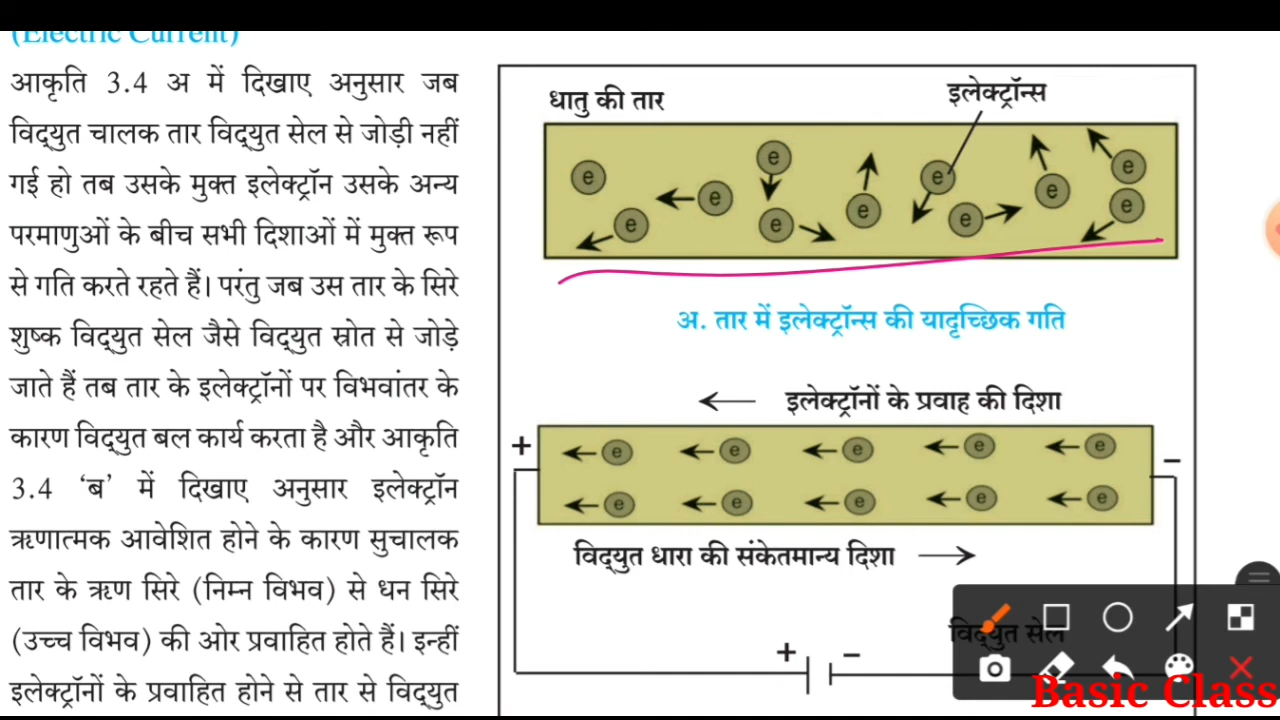 (Electric Current)
आकृति 3.4 अ में दिखाए अनुसार जब
विद्‌युत चालक तार विद्‌युत सेल से जोड़ी नहीं
गई हो तब उसके मुक्त इलेक्ट्रॉन उसके अन्य
परमाणुओं के बीच सभी दिशाओं में मुक्त रूप
से गति करते रहते हैं। परंतु जब उस तार के सिरे
शुष्क विद्‌युत सेल जैसे विद्‌युत स्रोत से जोड़े
जाते हैं तब तार के इलेक्ट्रॉनों पर विभवांतर के
कारण विद्‌युत बल कार्य करता है और आकृति
3.4 ‘ब’ में दिखाए अनुसार इलेक्ट्रॉन
ऋणात्मक आवेशित होने के कारण सुचालक
तार के ऋण सिरे (निम्न विभव) से धन सिरे
(उच्च विभव) की ओर प्रवाहित होते हैं। इन्हीं
इलेक्ट्रॉनों के प्रवाहित होने से तार से विद्‌युत
धातु की तार
इलेक्ट्रॉन्स
e e e e e e e e e e e
अ. तार में इलेक्ट्रॉन्स की यादृच्छिक गति
← इलेक्ट्रॉनों के प्रवाह की दिशा
+ −
e e e e e
e e e e e
विद्‌युत धारा की संकेतमान्य दिशा →
विद्‌युत सेल
+ −
Basic Class